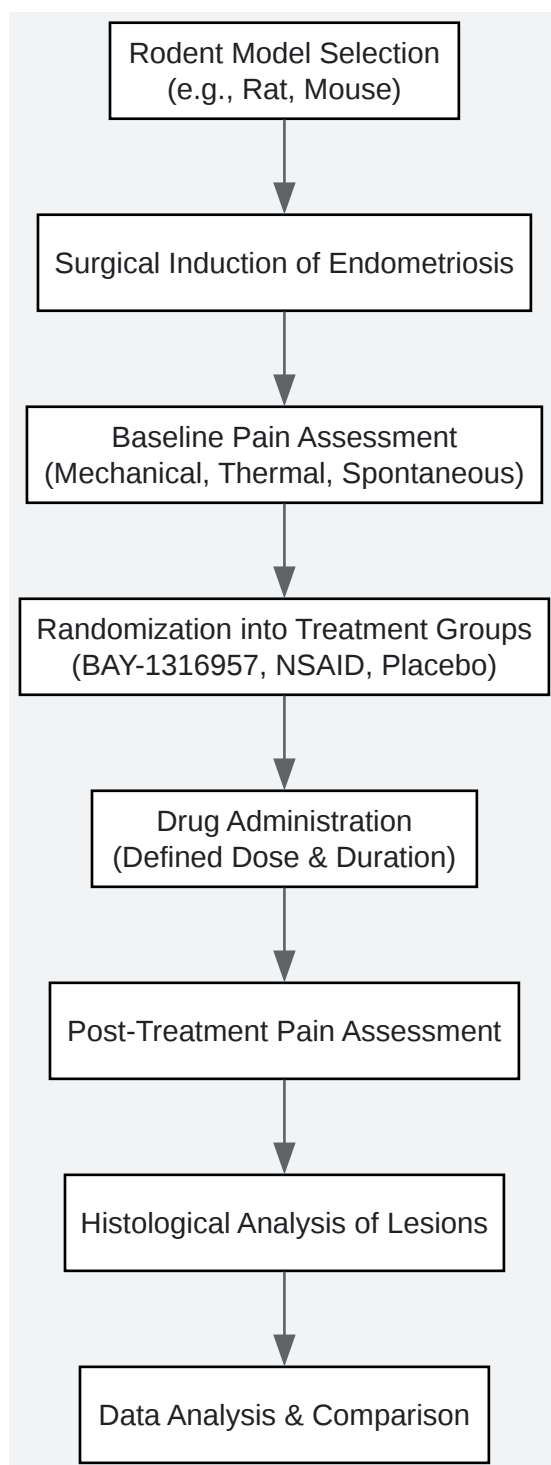 Rodent Model Selection
(e.g., Rat, Mouse)
Surgical Induction of Endometriosis
Baseline Pain Assessment
(Mechanical, Thermal, Spontaneous)
Randomization into Treatment Groups
(BAY-1316957, NSAID, Placebo)
Drug Administration
(Defined Dose & Duration)
Post-Treatment Pain Assessment
Histological Analysis of Lesions
Data Analysis & Comparison